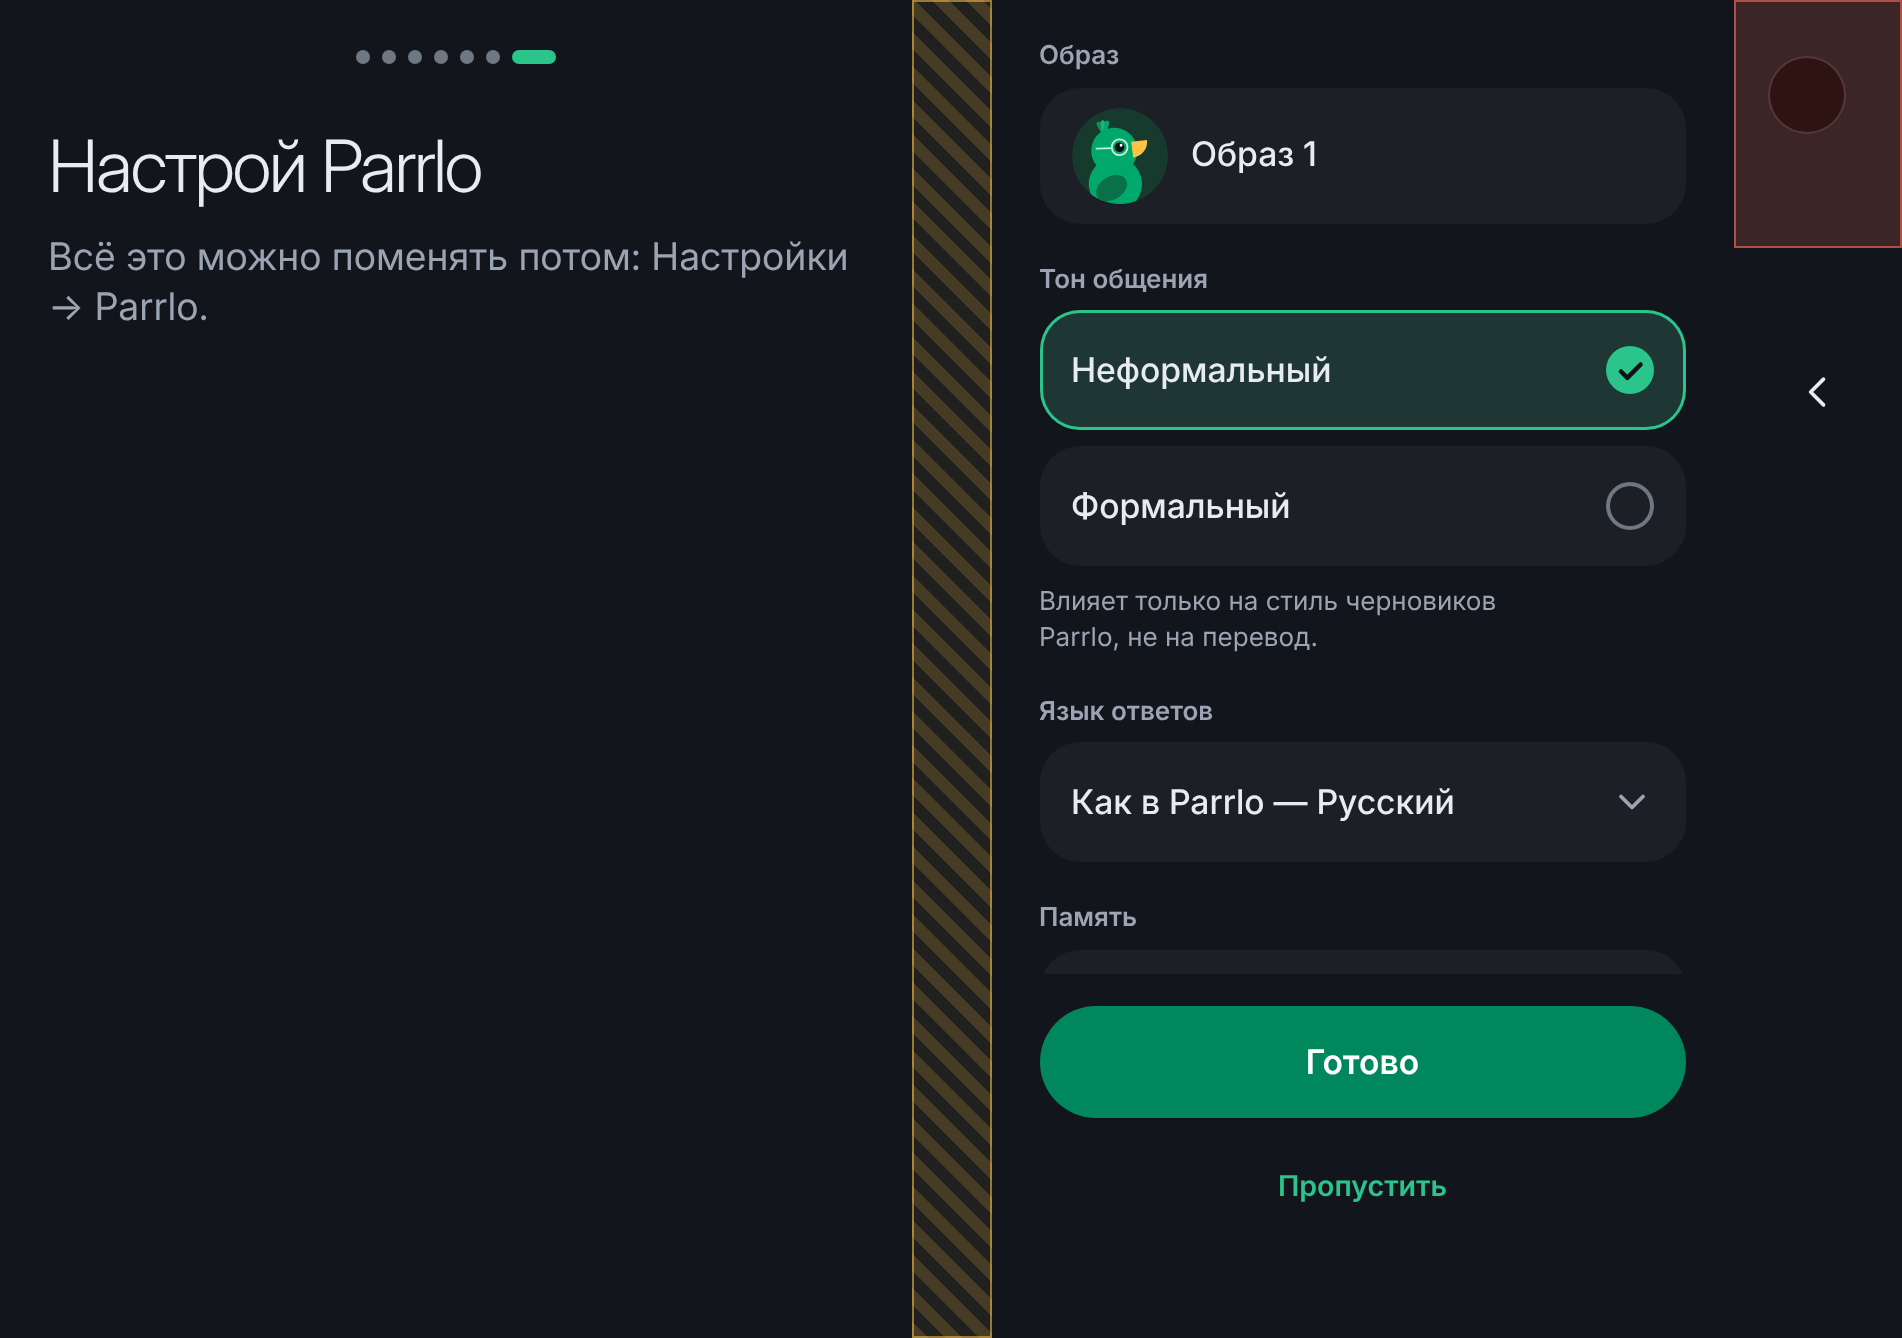 Настрой Parrlo
Всё это можно поменять потом: Настройки
→ Parrlo.
Образ
Образ 1
Тон общения
Неформальный
Формальный
Влияет только на стиль черновиков
Parrlo, не на перевод.
Язык ответов
Как в Parrlo — Русский
Память
Готово
Пропустить